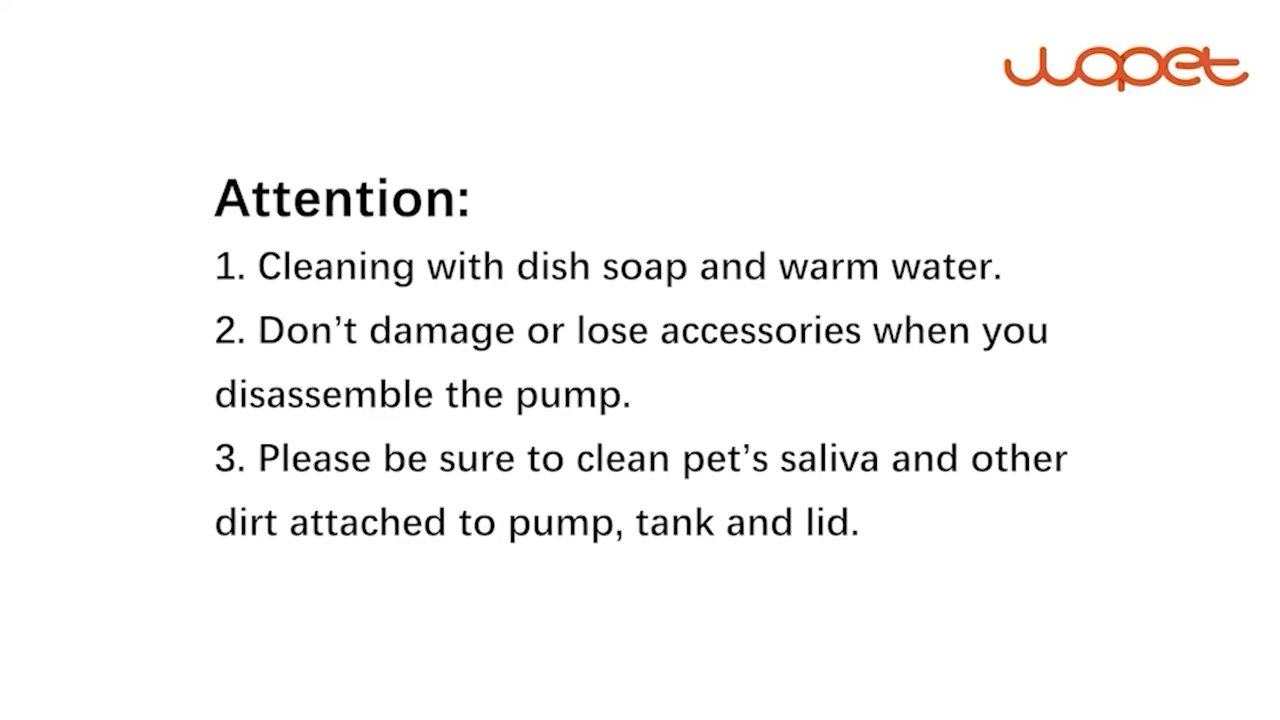 wopet
Attention:
1. Cleaning with dish soap and warm water.
2. Don’t damage or lose accessories when you
disassemble the pump.
3. Please be sure to clean pet’s saliva and other
dirt attached to pump, tank and lid.